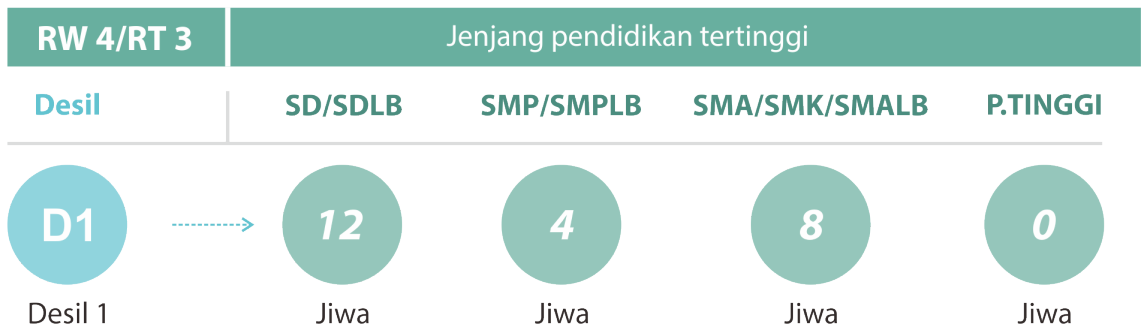 RW 4/RT 3 Jenjang pendidikan tertinggi
Desil SD/SDLB SMP/SMPLB SMA/SMK/SMALB P.TINGGI
D1 12 4 8 0
Desil 1 Jiwa Jiwa Jiwa Jiwa